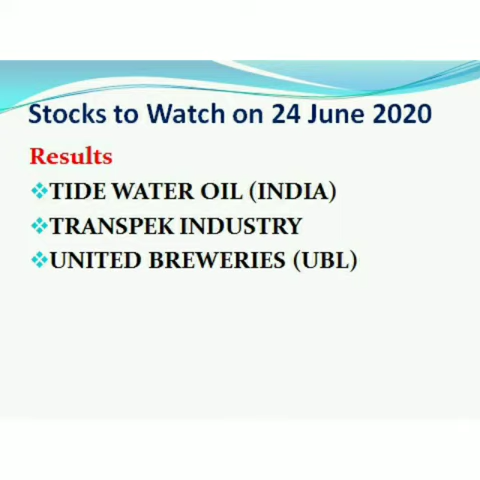 Stocks to Watch on 24 June 2020
Results
TIDE WATER OIL (INDIA)
TRANSPEK INDUSTRY
UNITED BREWERIES (UBL)